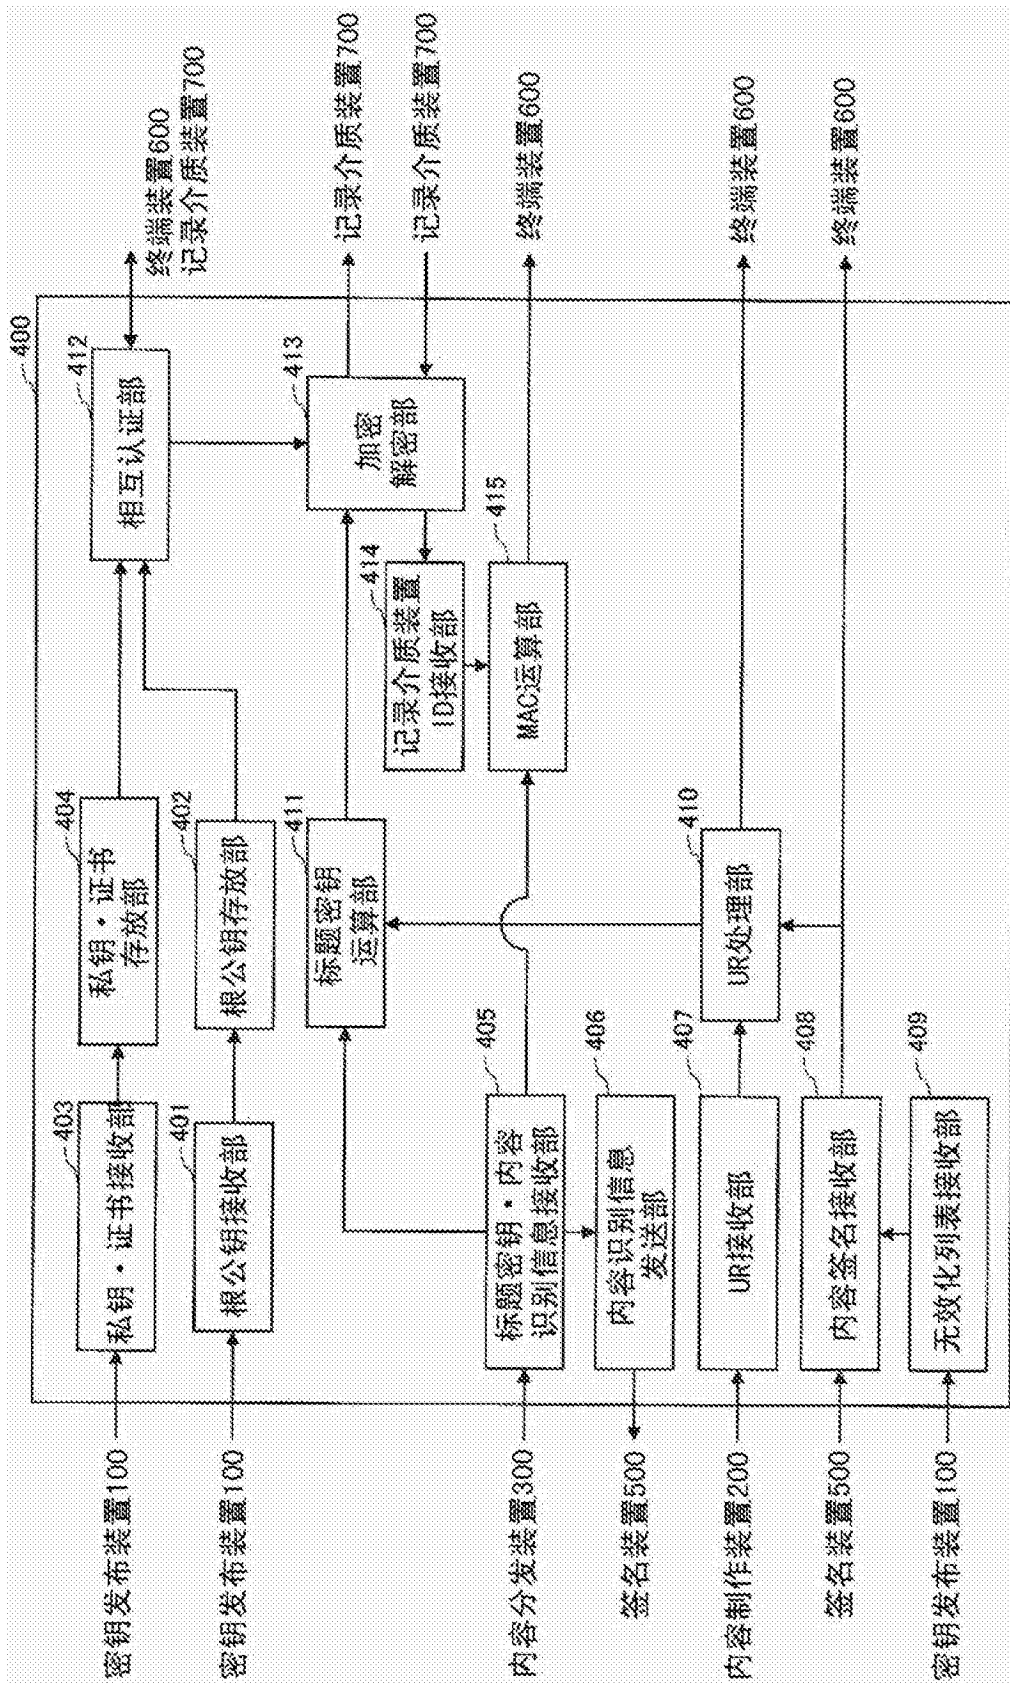 400
密钥发布装置100
403
私钥・证书接收部
404
私钥・证书
存放部
412
相互认证部
终端装置600
记录介质装置700
密钥发布装置100
401
根公钥接收部
402
根公钥存放部
411
标题密钥
运算部
413
加密
解密部
记录介质装置700
记录介质装置700
414
记录介质装置
ID接收部
415
MAC运算部
终端装置600
内容分发装置300
405
标题密钥・内容
识别信息接收部
签名装置500
406
内容识别信息
发送部
内容制作装置200
407
UR接收部
410
UR处理部
终端装置600
签名装置500
408
内容签名接收部
终端装置600
密钥发布装置100
409
无效化列表接收部